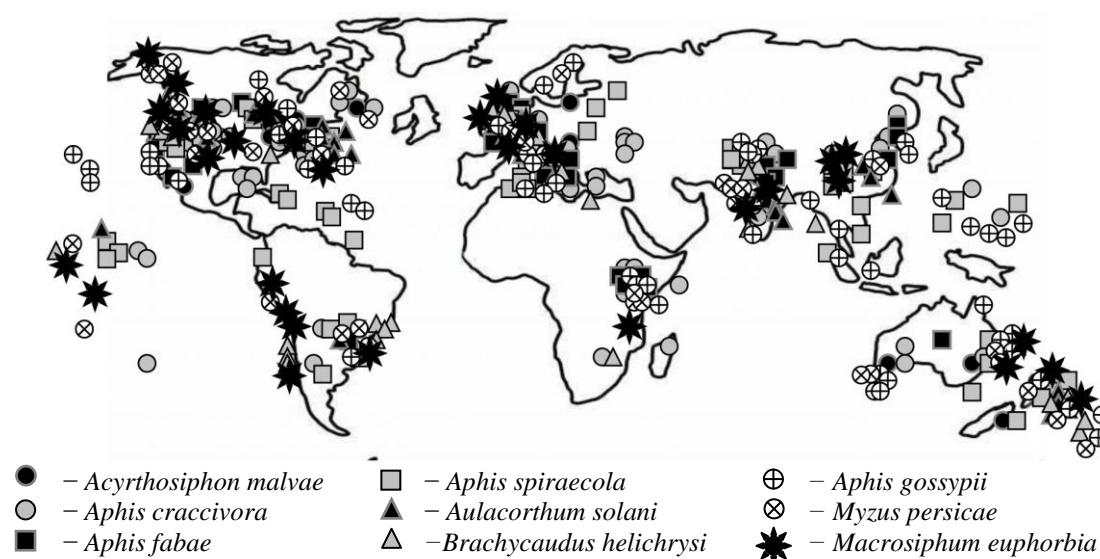 – Acyrthosiphon malvae – Aphis spiraecola – Aphis gossypii
– Aphis craccivora – Aulacorthum solani – Myzus persicae
– Aphis fabae –Brachycaudus helichrysi – Macrosiphum euphorbia